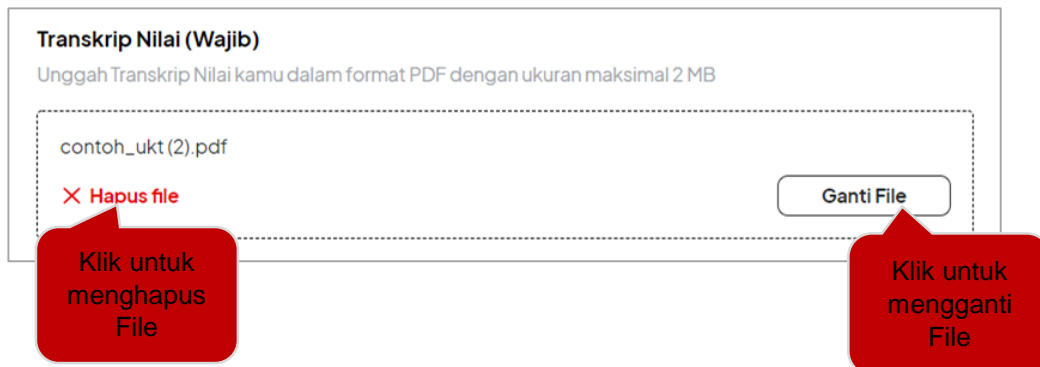 Transkrip Nilai (Wajib)
Unggah Transkrip Nilai kamu dalam format PDF dengan ukuran maksimal 2 MB
contoh_ukt (2).pdf
Hapus file
Ganti File
Klik untuk
menghapus
File
Klik untuk
mengganti
File